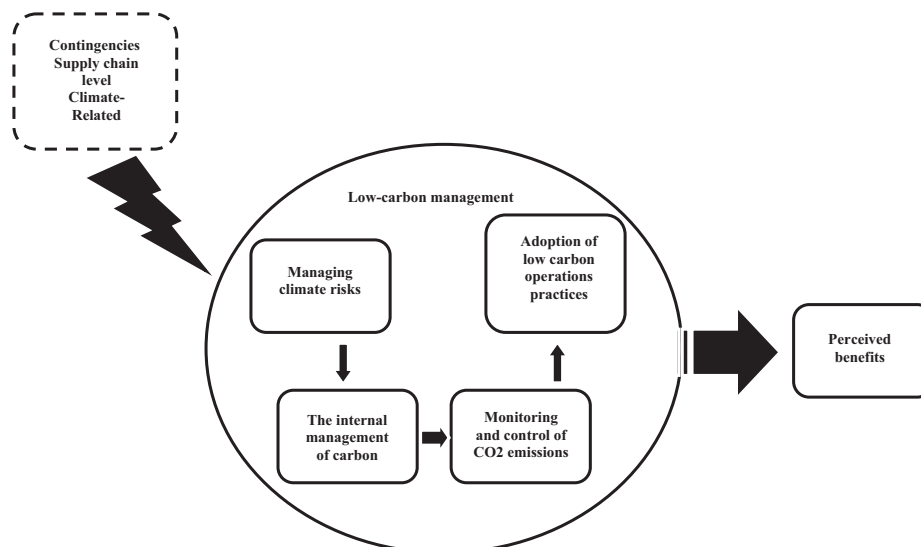 Contingencies
Supply chain
level
Climate-
Related
Low-carbon management
Managing
climate risks
The internal
management
of carbon
Monitoring
and control of
CO2 emissions
Adoption of
low carbon
operations
practices
Perceived
benefits